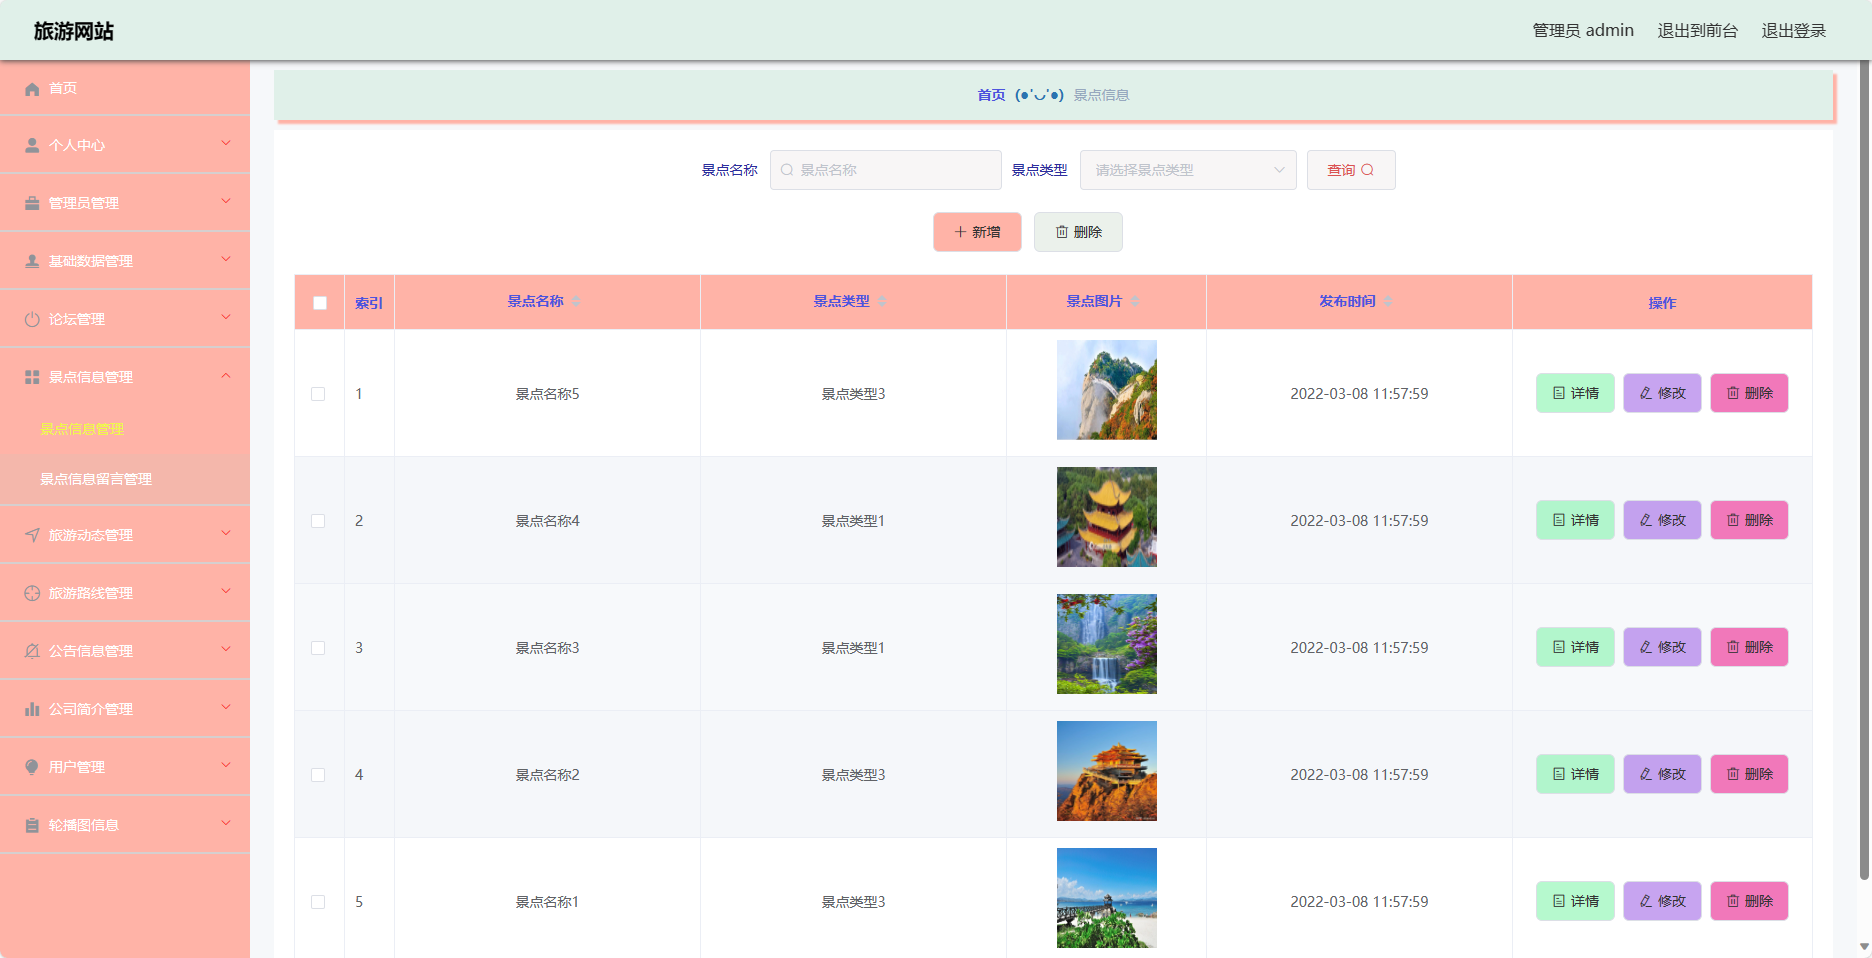 旅游网站
管理员 admin 退出到前台 退出登录
首页
个人中心
管理员管理
基础数据管理
论坛管理
景点信息管理
景点信息管理
景点信息留言管理
旅游动态管理
旅游路线管理
公告信息管理
公司简介管理
用户管理
轮播图信息
首页 (●'◡'●) 景点信息
景点名称 景点名称 景点类型 请选择景点类型 查询
新增 删除
索引 景点名称 景点类型 景点图片 发布时间 操作
1 景点名称5 景点类型3 2022-03-08 11:57:59 详情 修改 删除
2 景点名称4 景点类型1 2022-03-08 11:57:59 详情 修改 删除
3 景点名称3 景点类型1 2022-03-08 11:57:59 详情 修改 删除
4 景点名称2 景点类型3 2022-03-08 11:57:59 详情 修改 删除
5 景点名称1 景点类型3 2022-03-08 11:57:59 详情 修改 删除